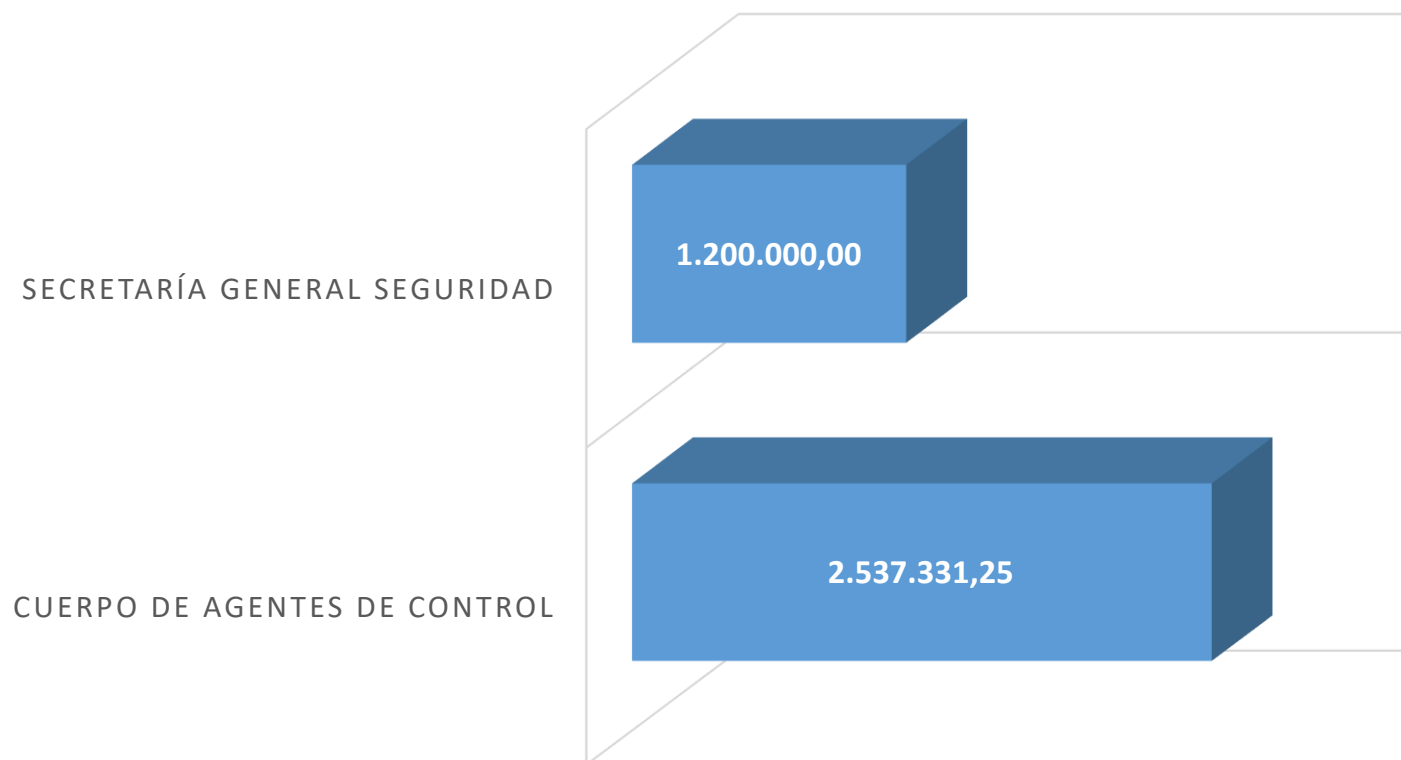 SECRETARÍA GENERAL SEGURIDAD
1.200.000,00
CUERPO DE AGENTES DE CONTROL
2.537.331,25